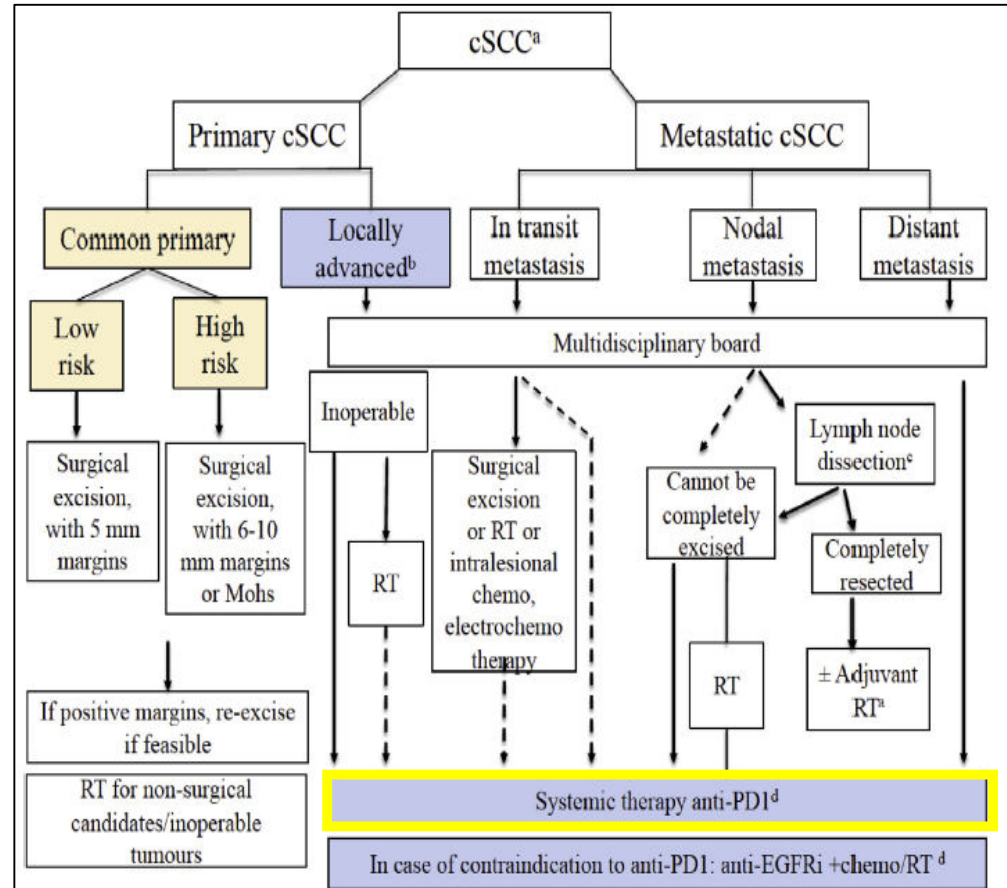 cSCCᵃ
Primary cSCC
Metastatic cSCC
Common primary
Locally
advancedᵇ
In transit
metastasis
Nodal
metastasis
Distant
metastasis
Low
risk
High
risk
Multidisciplinary board
Inoperable
Lymph node
dissectionᶜ
Surgical
excision,
with 5 mm
margins
Surgical
excision,
with 6-10
mm margins
or Mohs
RT
Surgical
excision
or RT or
intralesional
chemo,
electrochemo
therapy
Cannot be
completely
excised
Completely
resected
RT
± Adjuvant
RTᵃ
If positive margins, re-excise
if feasible
RT for non-surgical
candidates/inoperable
tumours
Systemic therapy anti-PD1ᵈ
In case of contraindication to anti-PD1: anti-EGFRi +chemo/RT ᵈ